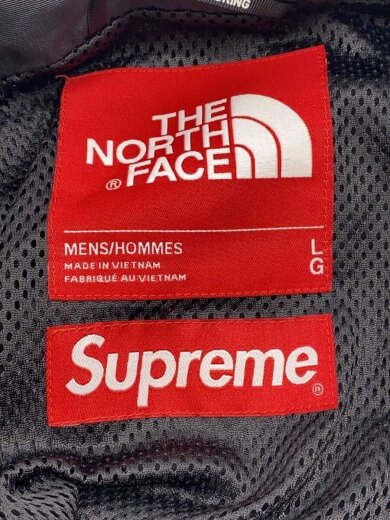 THE
NORTH
FACE
®
MENS/HOMMES
MADE IN VIETNAM
FABRIQUÉ AU VIETNAM
L
G
Supreme
®